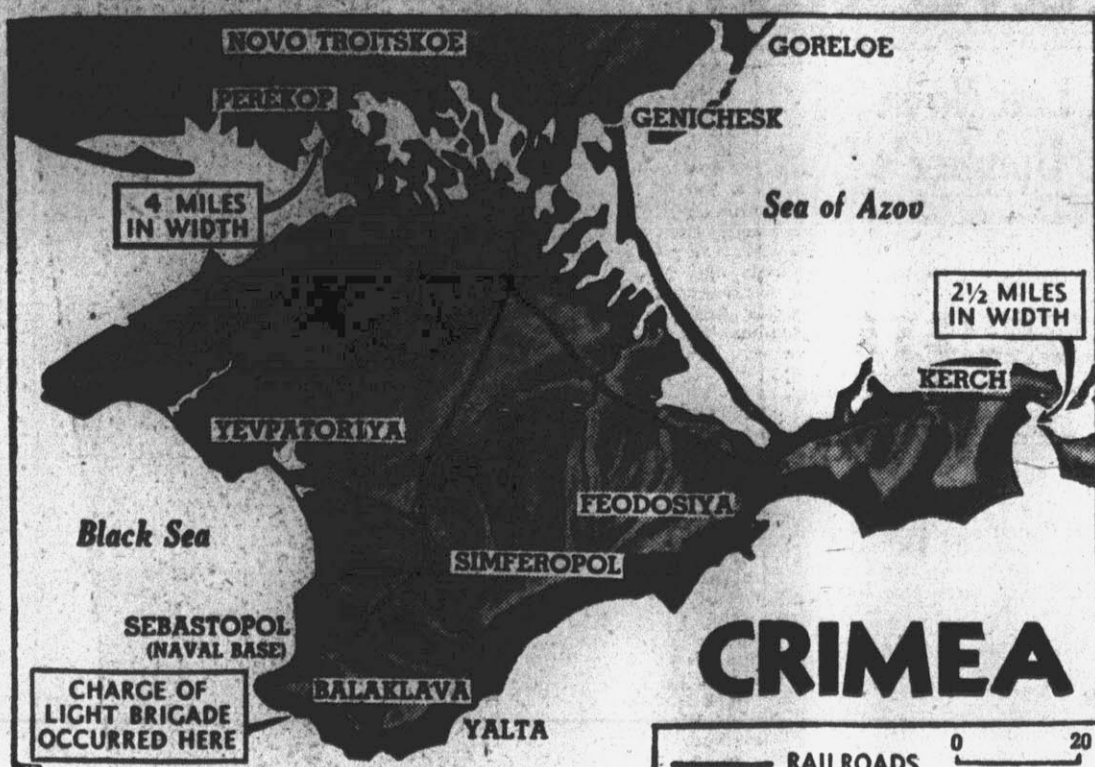 NOVO TROITSKOE
GORELOE
PEREKOP
GENICHESK
4 MILES
IN WIDTH
Sea of Azov
2½ MILES
IN WIDTH
KERCH
YEVPATORIYA
FEODOSIYA
Black Sea
SIMFEROPOL
SEBASTOPOL
(NAVAL BASE)
CRIMEA
CHARGE OF
LIGHT BRIGADE
OCCURRED HERE
BALAKLAVA
YALTA
RAILROADS
0 20